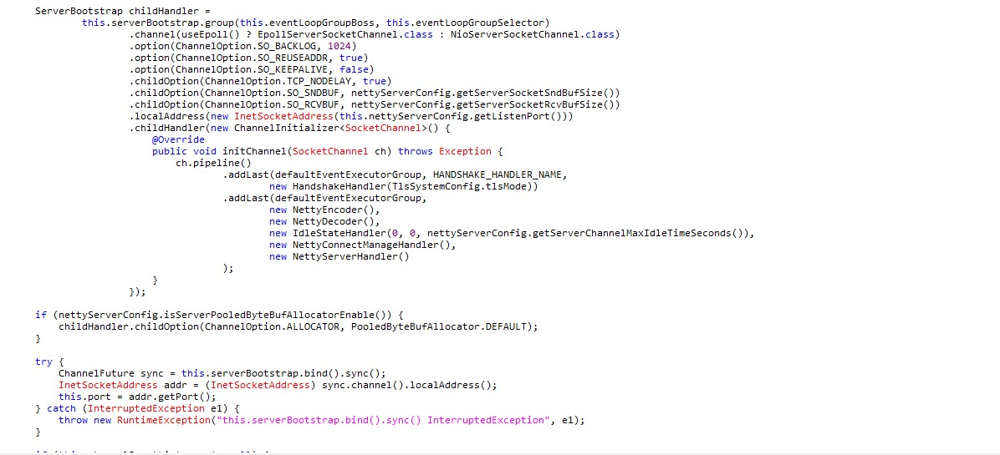 ServerBootstrap childHandler =
this.serverBootstrap.group(this.eventLoopGroupBoss, this.eventLoopGroupSelector)
.channel(useEpoll() ? EpollServerSocketChannel.class : NioServerSocketChannel.class)
.option(ChannelOption.SO_BACKLOG, 1024)
.option(ChannelOption.SO_REUSEADDR, true)
.option(ChannelOption.SO_KEEPALIVE, false)
.childOption(ChannelOption.TCP_NODELAY, true)
.childOption(ChannelOption.SO_SNDBUF, nettyServerConfig.getServerSocketSndBufSize())
.childOption(ChannelOption.SO_RCVBUF, nettyServerConfig.getServerSocketRcvBufSize())
.localAddress(new InetSocketAddress(this.nettyServerConfig.getListenPort()))
.childHandler(new ChannelInitializer<SocketChannel>() {
@Override
public void initChannel(SocketChannel ch) throws Exception {
ch.pipeline()
.addLast(defaultEventExecutorGroup, HANDSHAKE_HANDLER_NAME,
new HandshakeHandler(TlsSystemConfig.tlsMode))
.addLast(defaultEventExecutorGroup,
new NettyEncoder(),
new NettyDecoder(),
new IdleStateHandler(0, 0, nettyServerConfig.getServerChannelMaxIdleTimeSeconds()),
new NettyConnectManageHandler(),
new NettyServerHandler()
);
}
});
if (nettyServerConfig.isServerPooledByteBufAllocatorEnable()) {
childHandler.childOption(ChannelOption.ALLOCATOR, PooledByteBufAllocator.DEFAULT);
}
try {
ChannelFuture sync = this.serverBootstrap.bind().sync();
InetSocketAddress addr = (InetSocketAddress) sync.channel().localAddress();
this.port = addr.getPort();
} catch (InterruptedException e1) {
throw new RuntimeException("this.serverBootstrap.bind().sync() InterruptedException", e1);
}